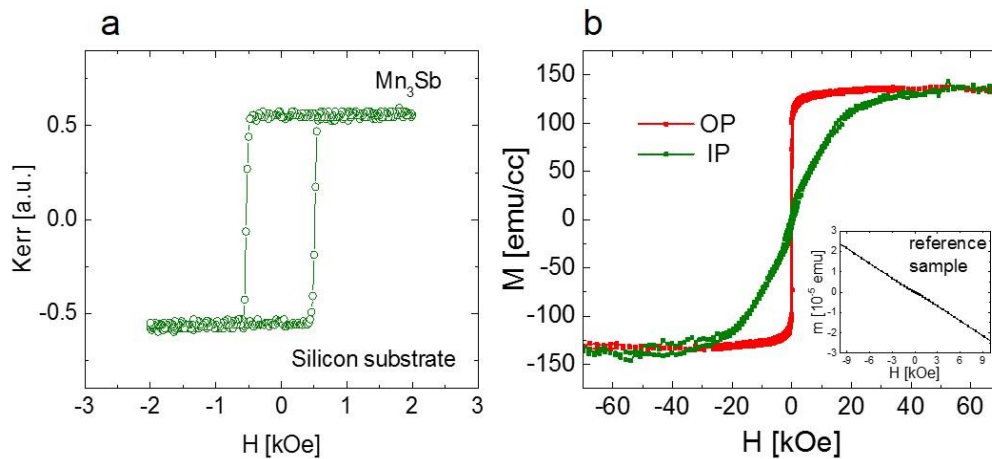 a
Mn₃Sb
Silicon substrate
Kerr [a.u.]
0.5
0.0
-0.5
-3 -2 -1 0 1 2 3
H [kOe]
b
OP
IP
M [emu/cc]
150
100
50
0
-50
-100
-150
-60 -40 -20 0 20 40 60
H [kOe]
reference
sample
m [10⁻⁵ emu]
3
2
1
0
-1
-2
-3
-9 -6 -3 0 3 6 9
H [kOe]